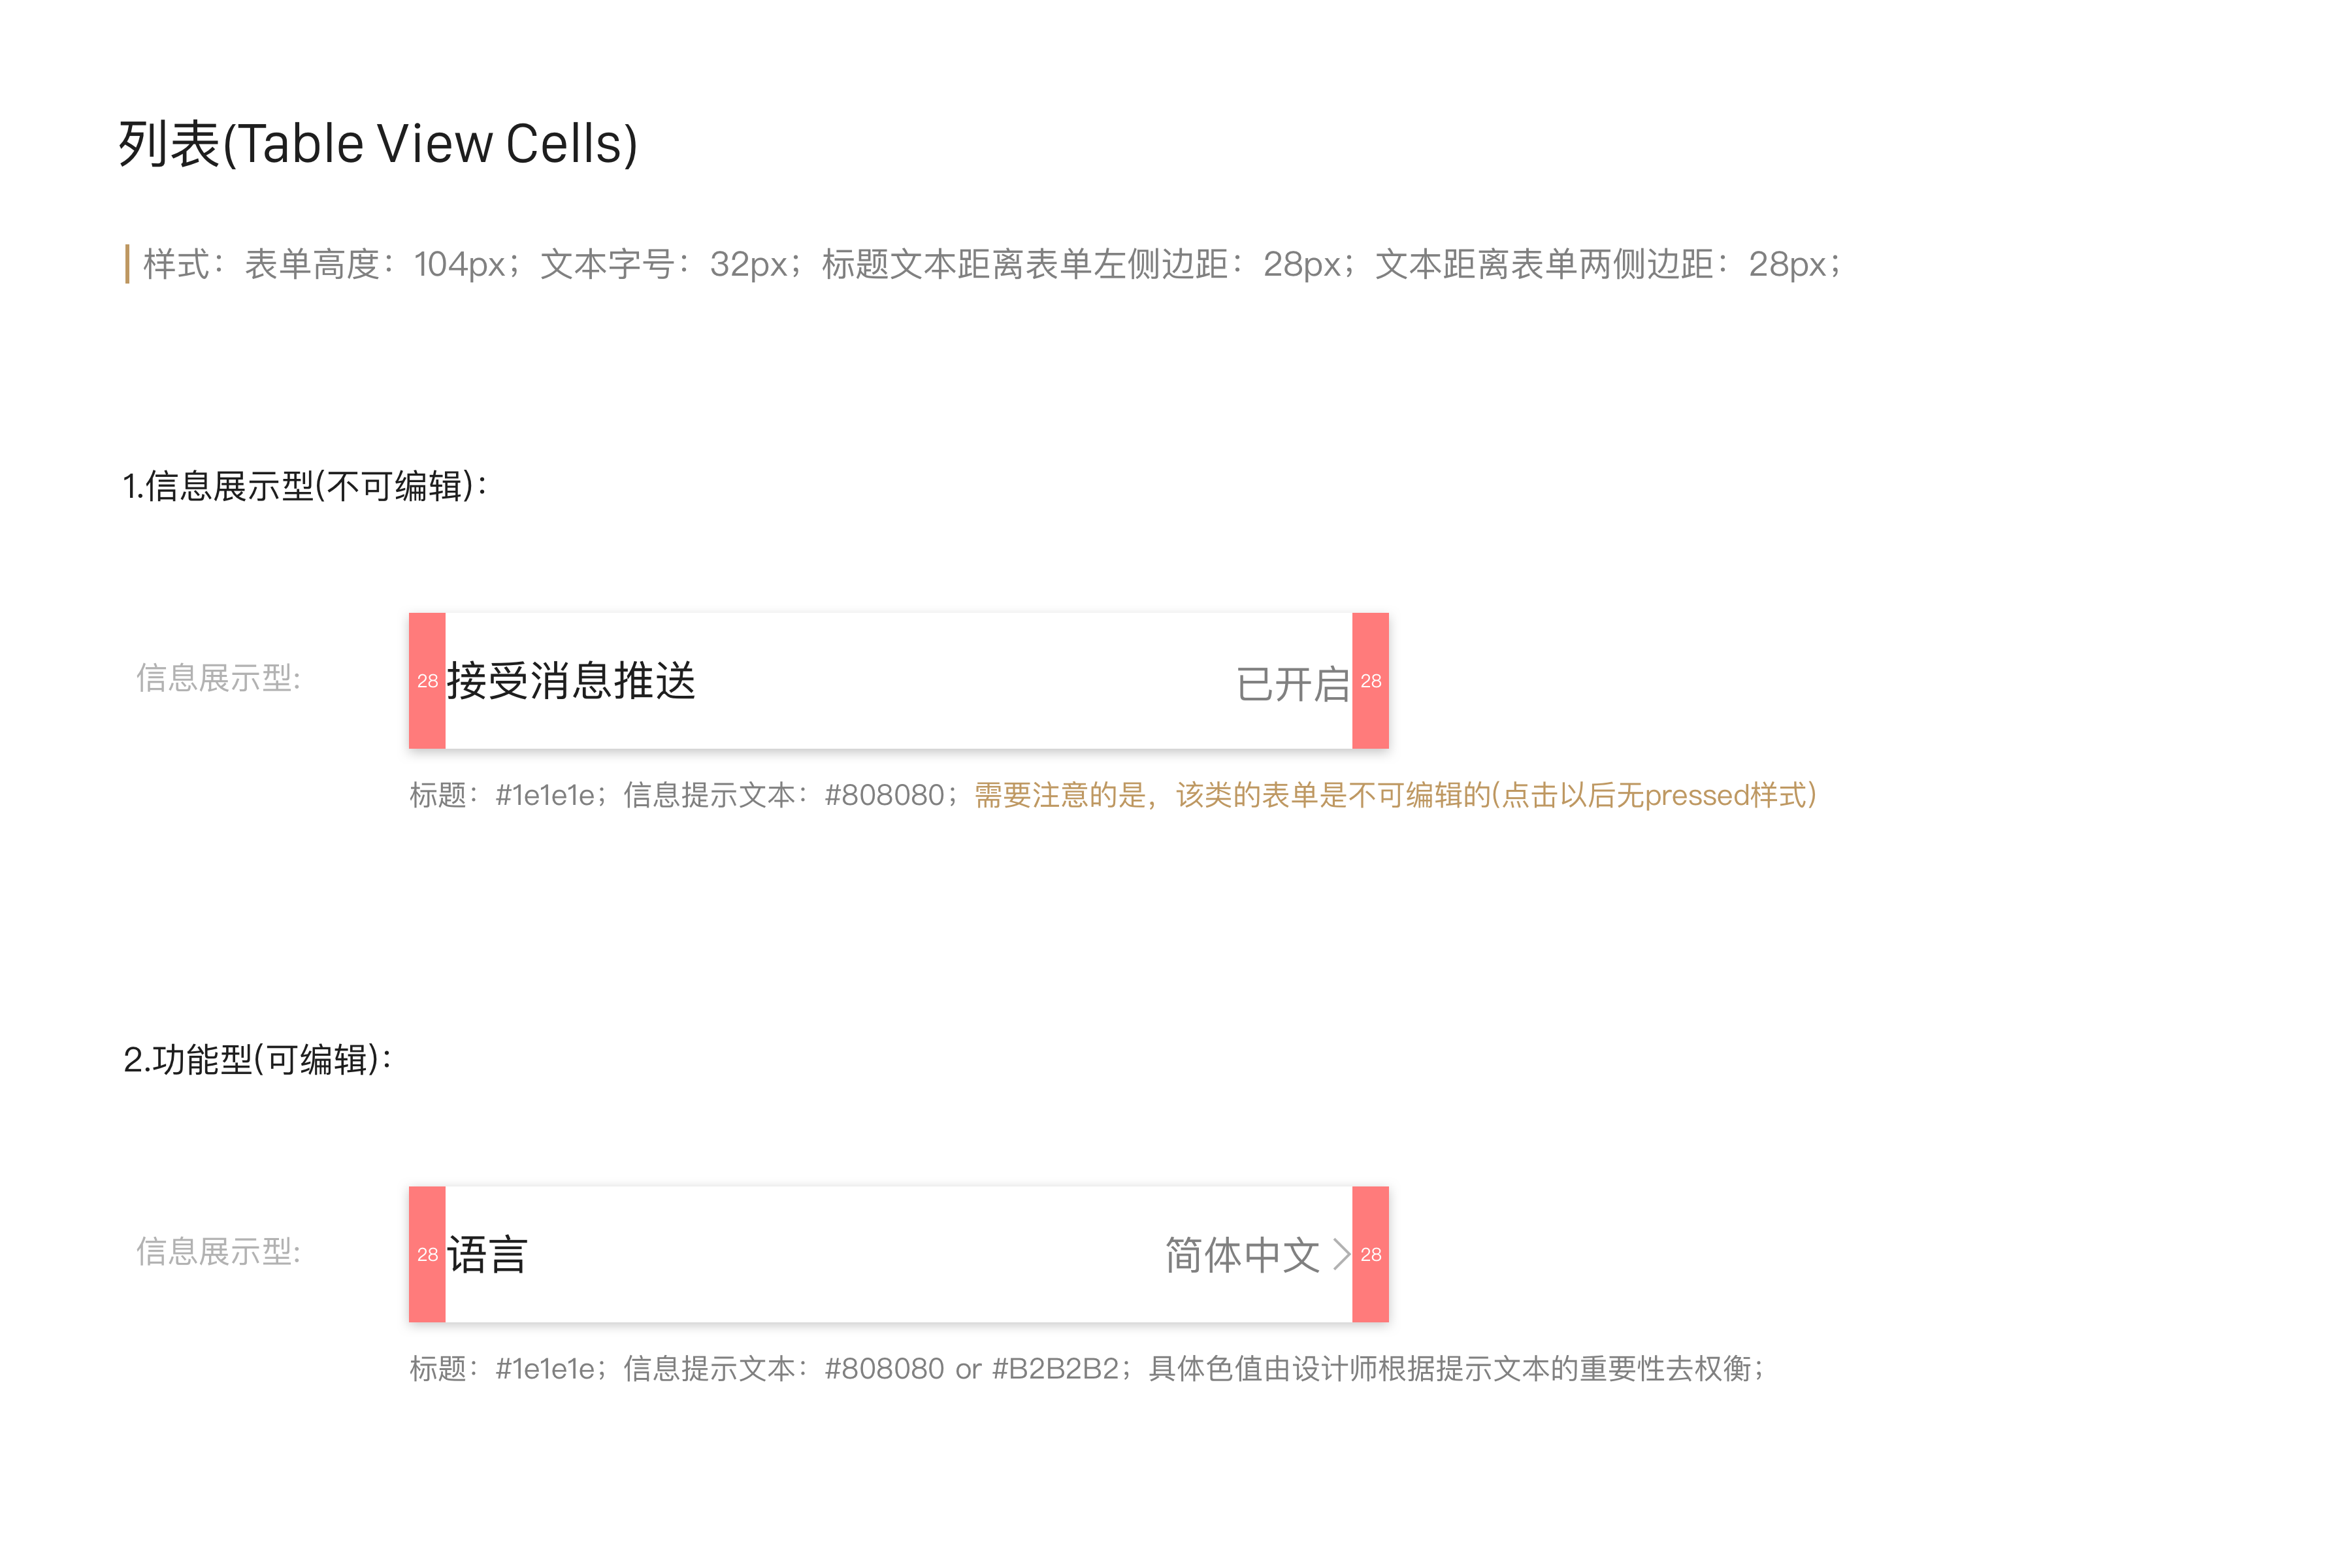 列表(Table View Cells)
样式：表单高度：104px；文本字号：32px；标题文本距离表单左侧边距：28px；文本距离表单两侧边距：28px；
1.信息展示型(不可编辑)：
信息展示型:
28 接受消息推送 已开启 28
标题：#1e1e1e；信息提示文本：#808080；需要注意的是，该类的表单是不可编辑的(点击以后无pressed样式)
2.功能型(可编辑)：
信息展示型:
28 语言 简体中文 28
标题：#1e1e1e；信息提示文本：#808080 or #B2B2B2；具体色值由设计师根据提示文本的重要性去权衡；